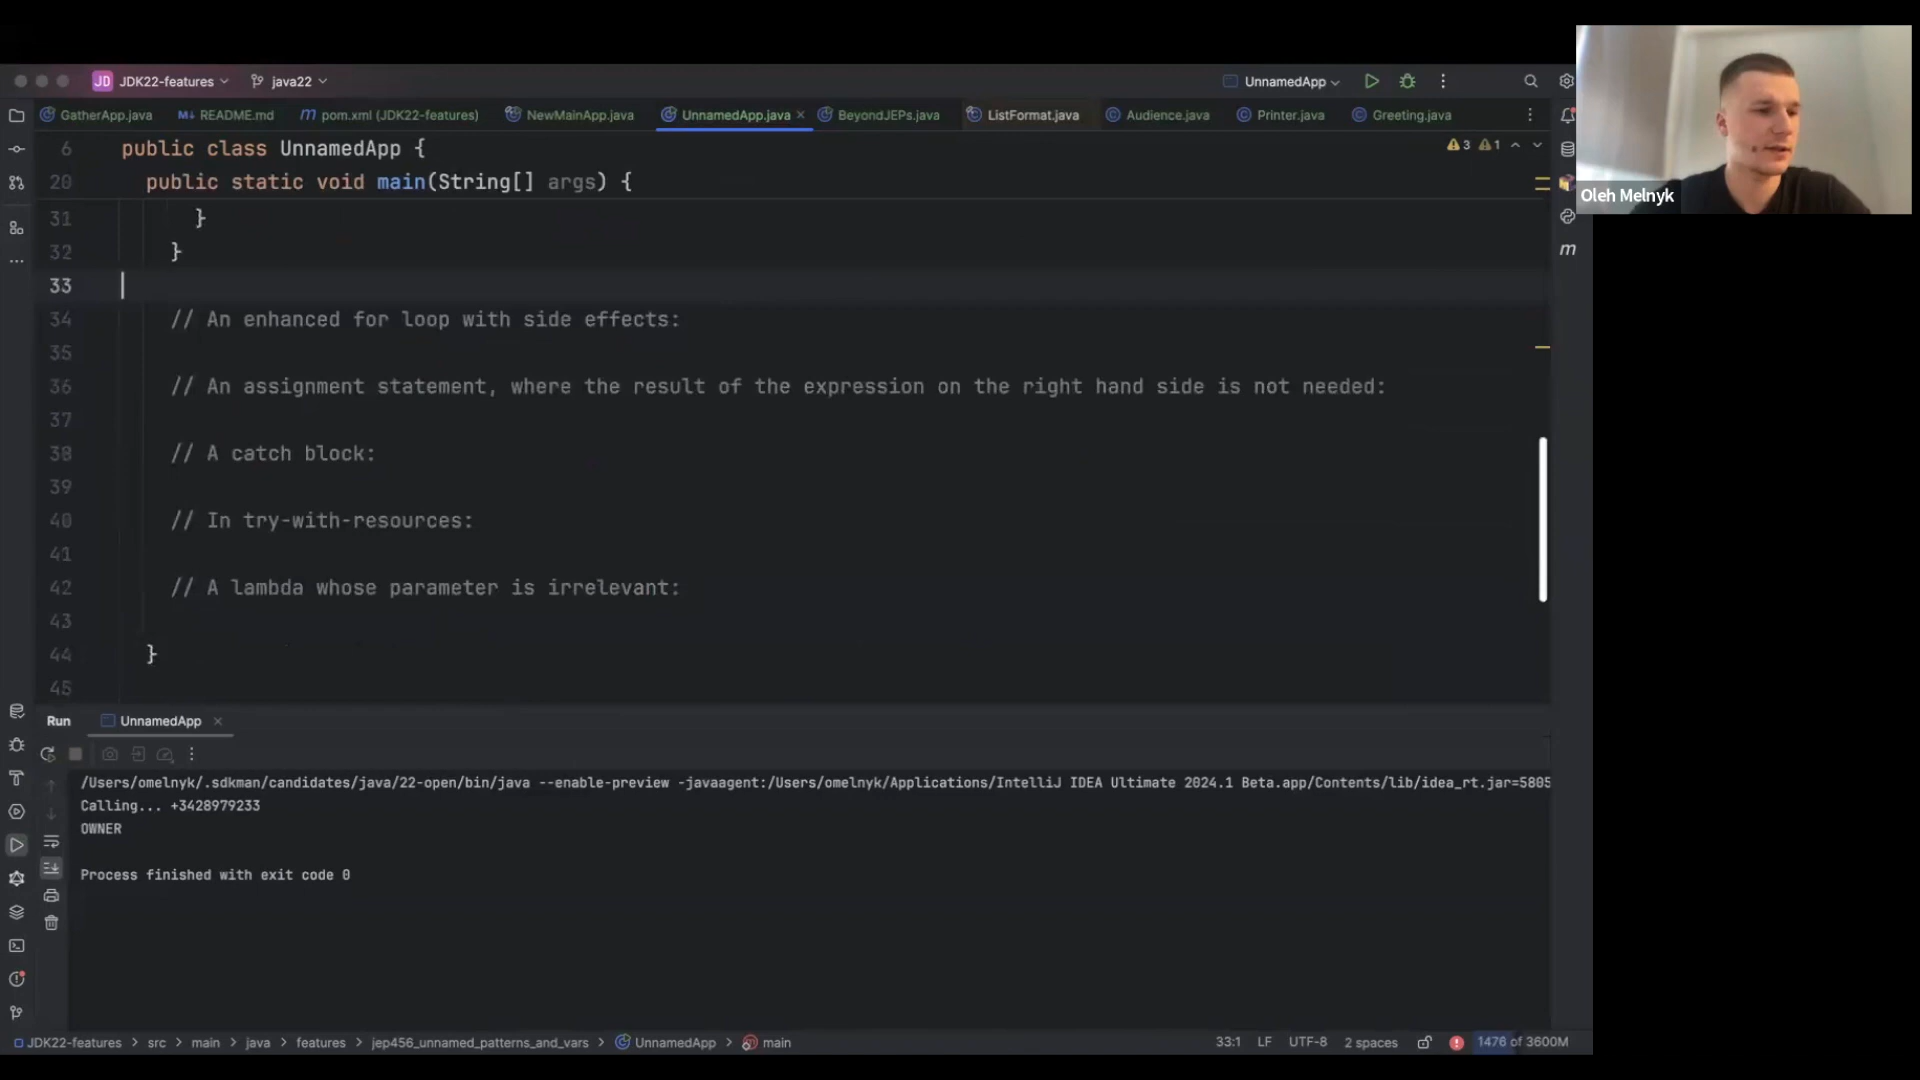 JD JDK22-features java22 UnnamedApp
GatherApp.java README.md pom.xml (JDK22-features) NewMainApp.java UnnamedApp.java BeyondJEPs.java ListFormat.java Audience.java Printer.java Greeting.java
6 public class UnnamedApp { 3 1
20 public static void main(String[] args) {
31 }
32 }
33
34 // An enhanced for loop with side effects:
35
36 // An assignment statement, where the result of the expression on the right hand side is not needed:
37
38 // A catch block:
39
40 // In try-with-resources:
41
42 // A lambda whose parameter is irrelevant:
43
44 }
45
Oleh Melnyk
m
Run UnnamedApp
/Users/omelnyk/.sdkman/candidates/java/22-open/bin/java --enable-preview -javaagent:/Users/omelnyk/Applications/IntelliJ IDEA Ultimate 2024.1 Beta.app/Contents/lib/idea_rt.jar=5805
Calling... +3428979233
OWNER
Process finished with exit code 0
JDK22-features > src > main > java > features > jep456_unnamed_patterns_and_vars > UnnamedApp > main 33:1 LF UTF-8 2 spaces 1476 of 3600M